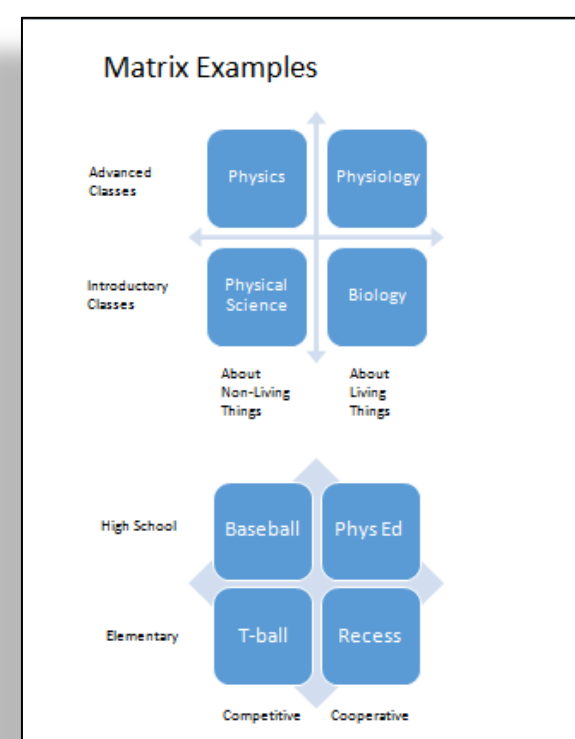 Matrix Examples
Advanced
Classes
Physics
Physiology
Introductory
Classes
Physical
Science
Biology
About
Non-Living
Things
About
Living
Things
High School
Baseball
Phys Ed
Elementary
T-ball
Recess
Competitive
Cooperative